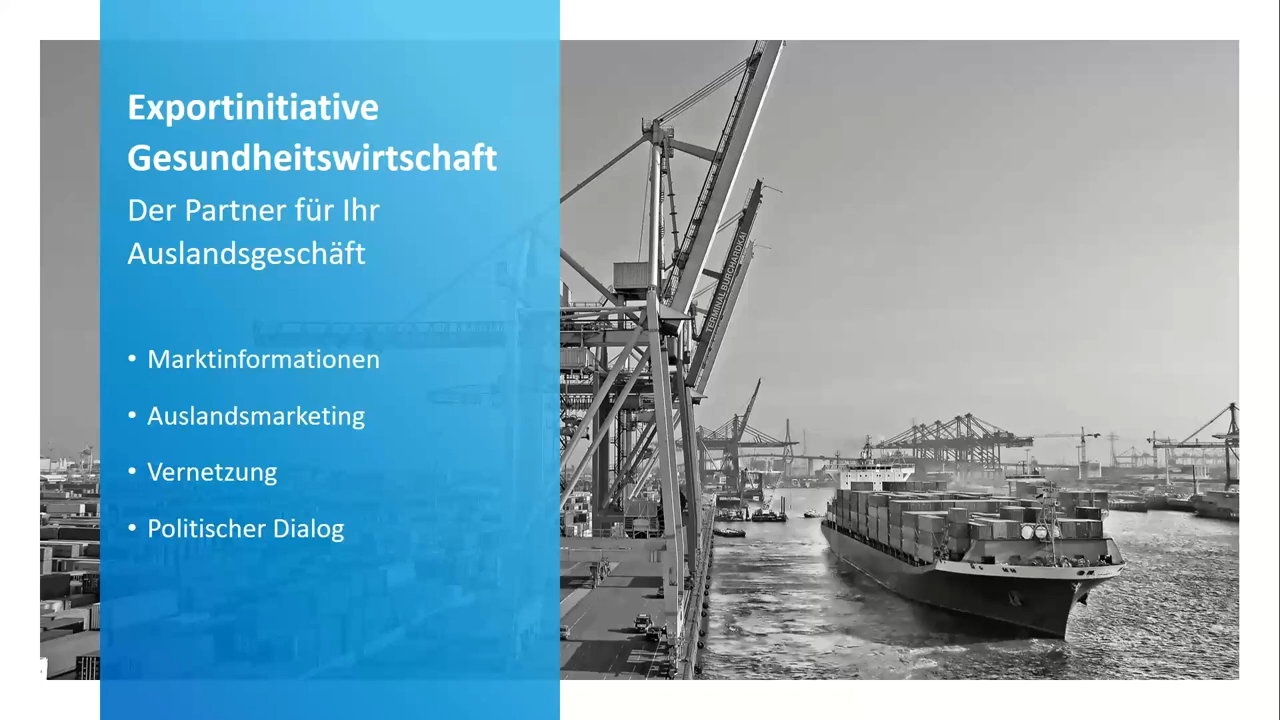 Exportinitiative
Gesundheitswirtschaft
Der Partner für Ihr
Auslandsgeschäft
• Marktinformationen
• Auslandsmarketing
• Vernetzung
• Politischer Dialog
TERMINAL BURCHARDKAI